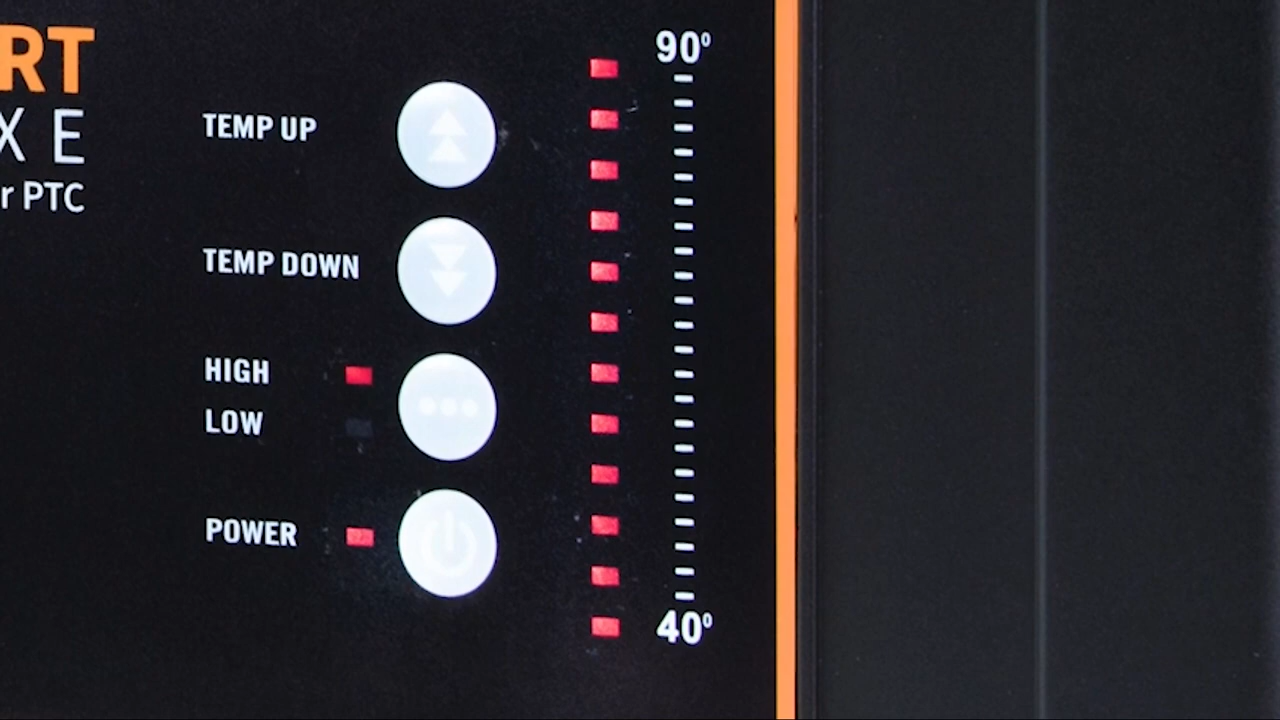 RT
X E
r PTC
TEMP UP
TEMP DOWN
HIGH
LOW
POWER
90°
40°